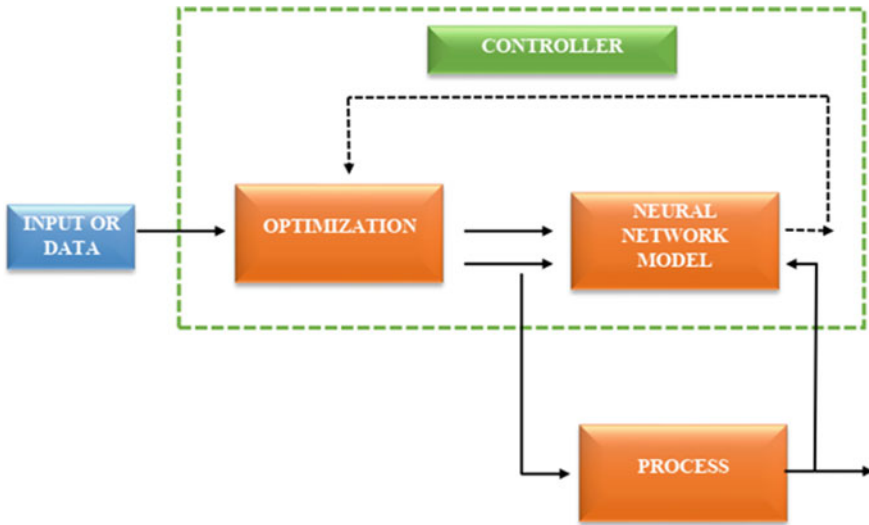 CONTROLLER
INPUT OR
DATA
OPTIMIZATION
NEURAL
NETWORK
MODEL
PROCESS